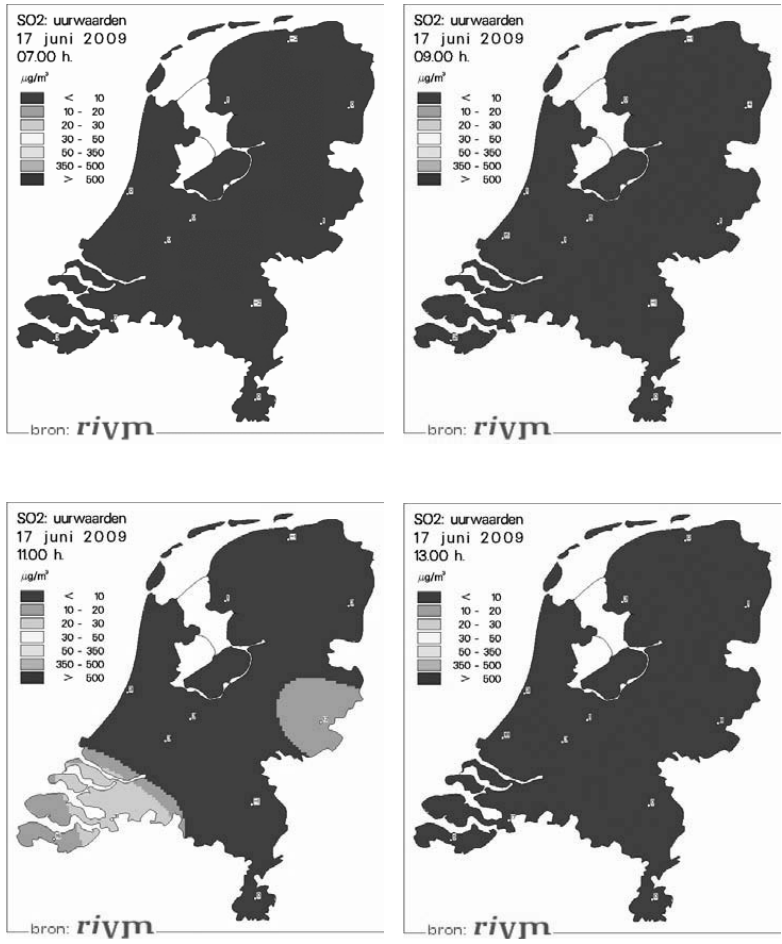 SO2: uurwaarden
17 juni 2009
07.00 h.
µg/m³
< 10
10 - 20
20 - 30
30 - 50
50 - 350
350 - 500
> 500
bron: rivm
SO2: uurwaarden
17 juni 2009
09.00 h.
µg/m³
< 10
10 - 20
20 - 30
30 - 50
50 - 350
350 - 500
> 500
bron: rivm
SO2: uurwaarden
17 juni 2009
11.00 h.
µg/m³
< 10
10 - 20
20 - 30
30 - 50
50 - 350
350 - 500
> 500
bron: rivm
SO2: uurwaarden
17 juni 2009
13.00 h.
µg/m³
< 10
10 - 20
20 - 30
30 - 50
50 - 350
350 - 500
> 500
bron: rivm